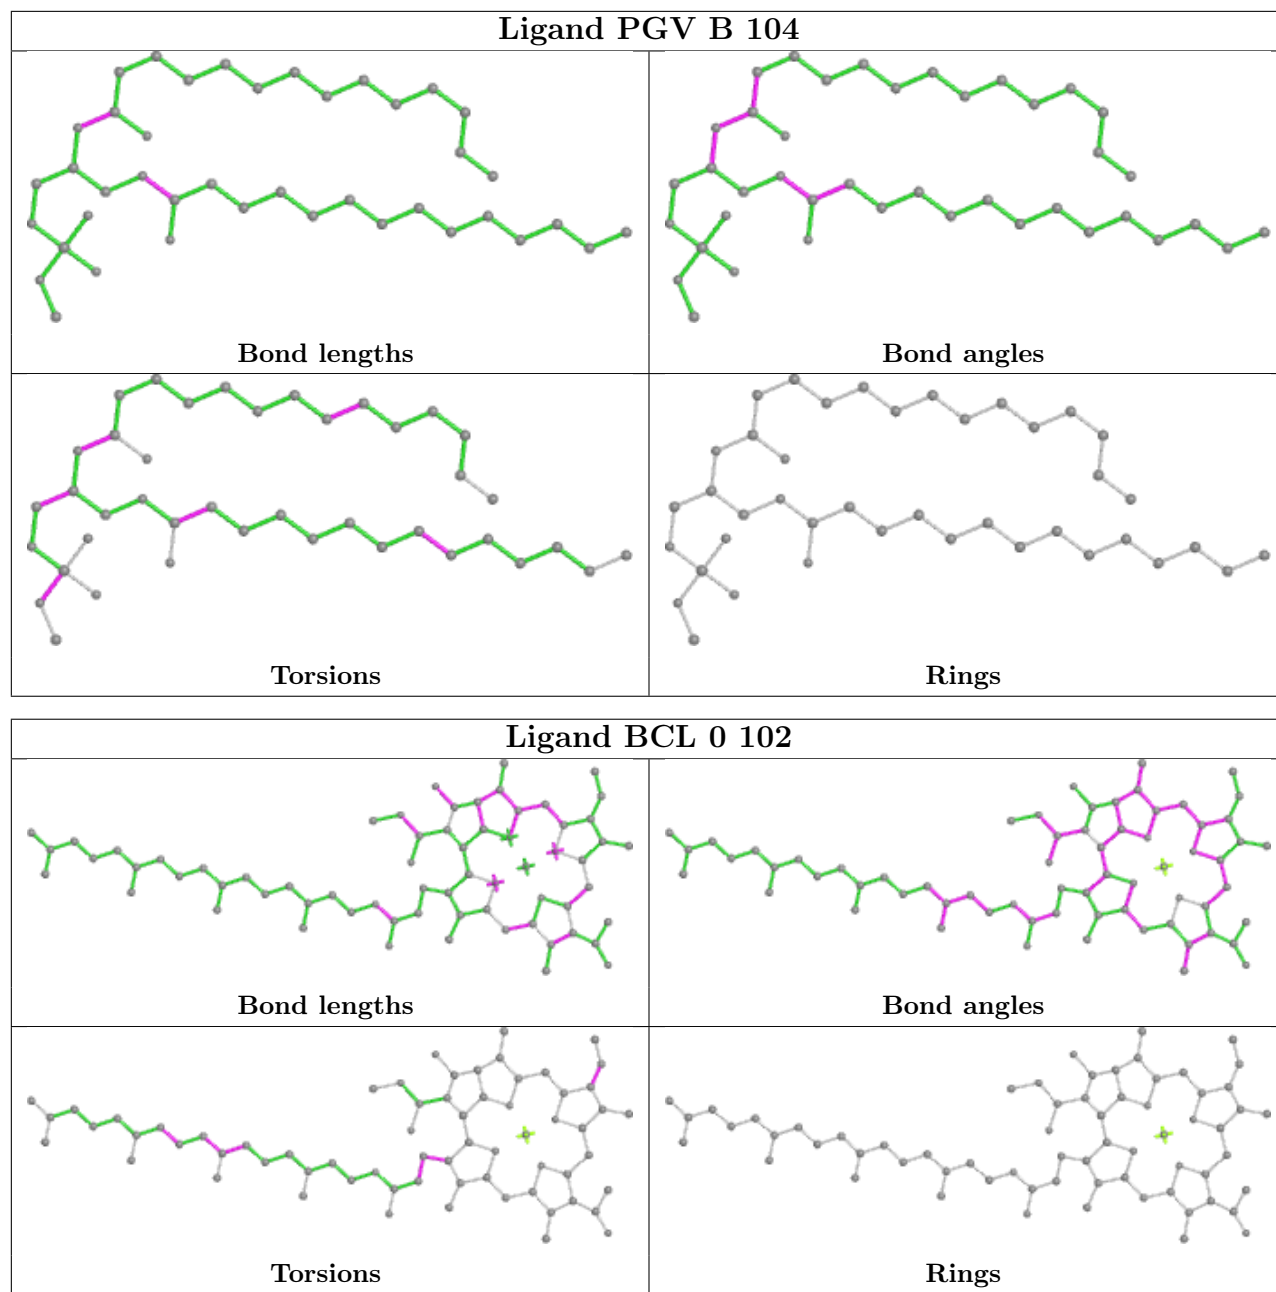 Ligand PGV B 104
Bond lengths
Bond angles
Torsions
Rings
Ligand BCL 0 102
Bond lengths
Bond angles
Torsions
Rings